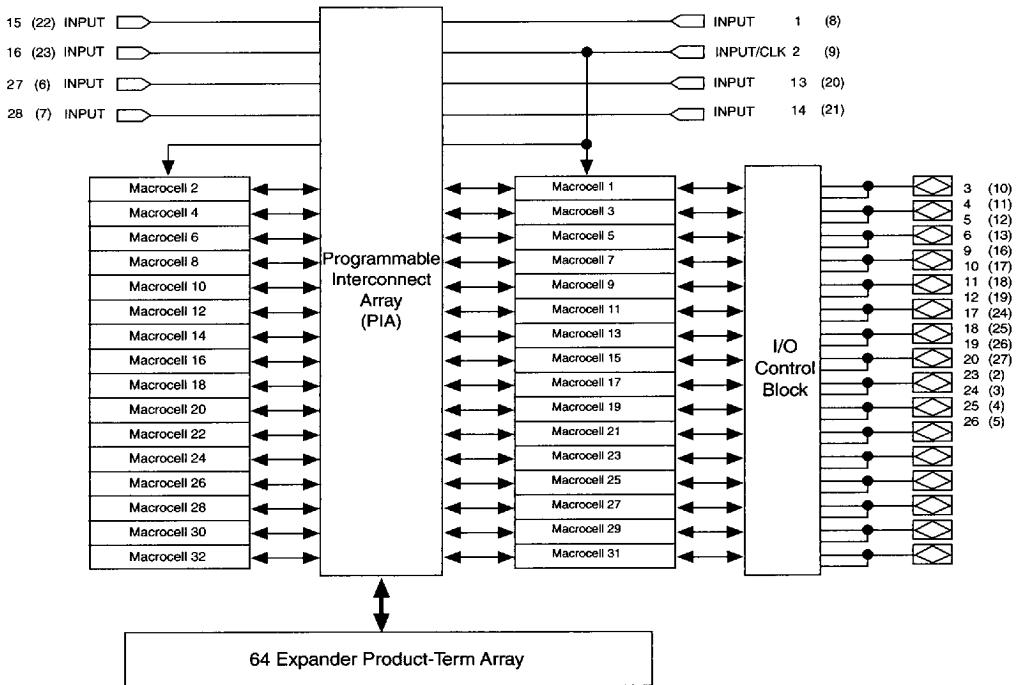 15 (22) INPUT
16 (23) INPUT
27 (6) INPUT
28 (7) INPUT
INPUT 1 (8)
INPUT/CLK 2 (9)
INPUT 13 (20)
INPUT 14 (21)
Macrocell 2
Macrocell 4
Macrocell 6
Macrocell 8
Macrocell 10
Macrocell 12
Macrocell 14
Macrocell 16
Macrocell 18
Macrocell 20
Macrocell 22
Macrocell 24
Macrocell 26
Macrocell 28
Macrocell 30
Macrocell 32
Programmable
Interconnect
Array
(PIA)
Macrocell 1
Macrocell 3
Macrocell 5
Macrocell 7
Macrocell 9
Macrocell 11
Macrocell 13
Macrocell 15
Macrocell 17
Macrocell 19
Macrocell 21
Macrocell 23
Macrocell 25
Macrocell 27
Macrocell 29
Macrocell 31
I/O
Control
Block
3 (10)
4 (11)
5 (12)
6 (13)
9 (16)
10 (17)
11 (18)
12 (19)
17 (24)
18 (25)
19 (26)
20 (27)
23 (2)
24 (3)
25 (4)
26 (5)
64 Expander Product-Term Array